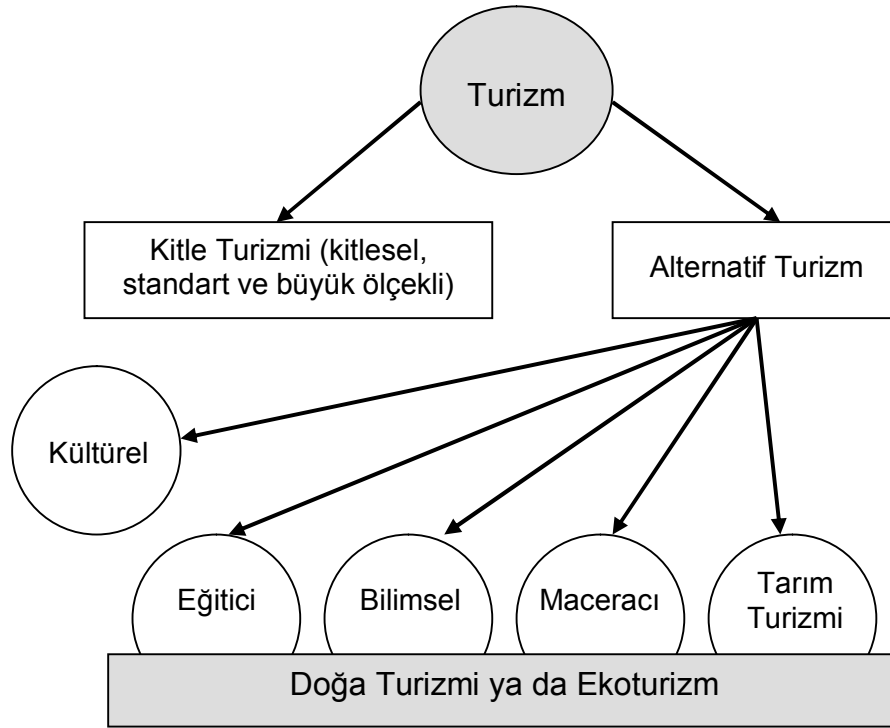 Turizm
Kitle Turizmi (kitlesel,
standart ve büyük ölçekli)
Alternatif Turizm
Kültürel
Eğitici
Bilimsel
Maceracı
Tarım
Turizmi
Doğa Turizmi ya da Ekoturizm